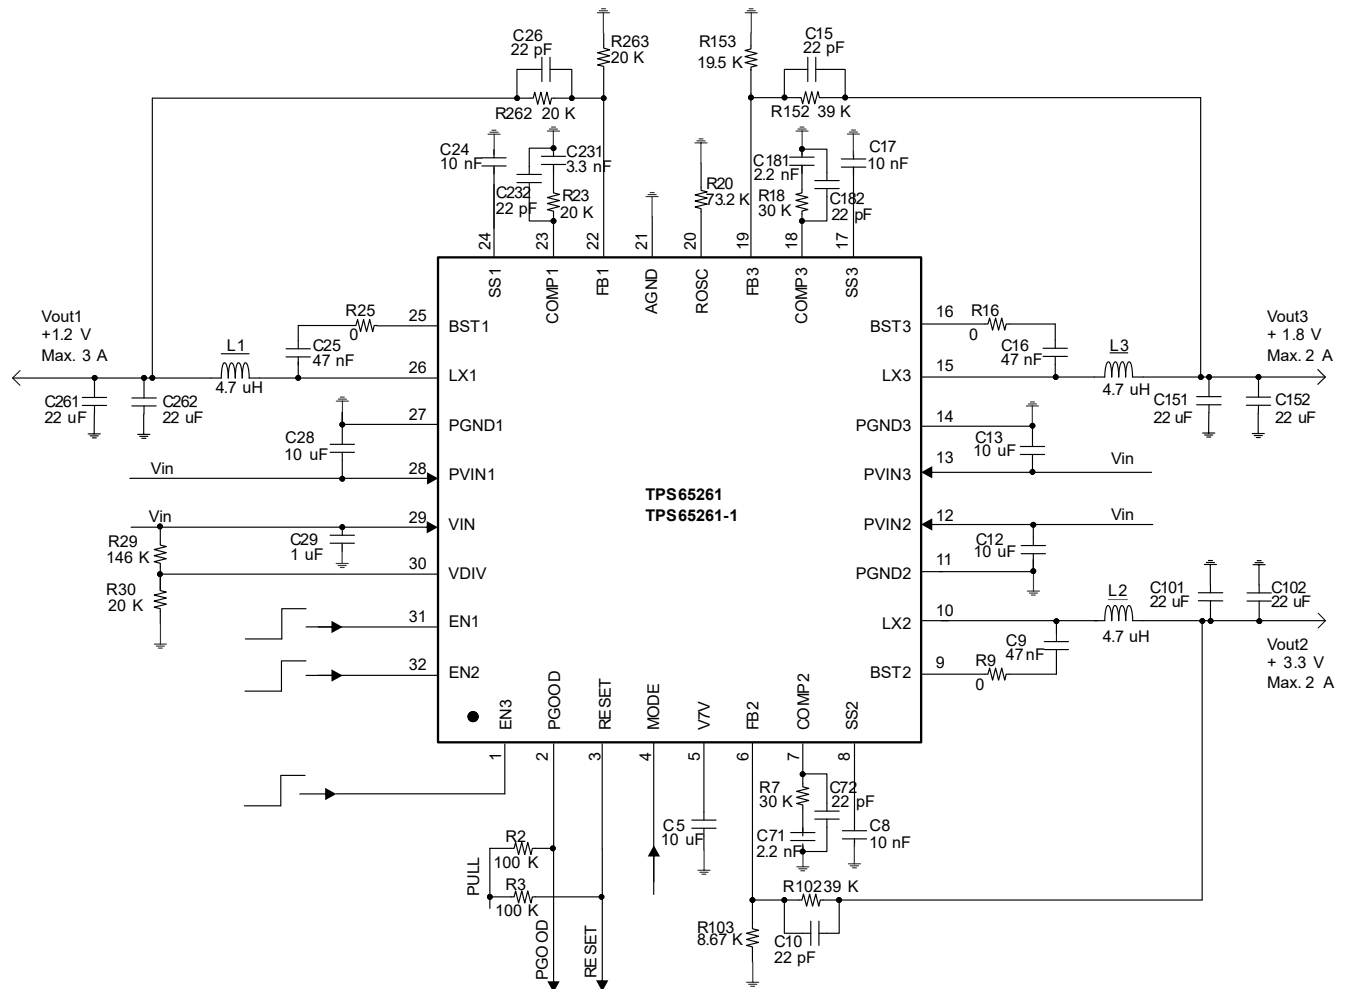 C26
22 pF
R263
20 K
R262 20 K
R153
19.5 K
C15
22 pF
R152 39 K
C24
10 nF
C231
3.3 nF
C232
22 pF
R23
20 K
R20
73.2 K
C181
2.2 nF
R18
30 K
C182
22 pF
C17
10 nF
24
23
22
21
20
19
18
17
SS1
COMP1
FB1
AGND
ROSC
FB3
COMP3
SS3
Vout1
+1.2 V
Max. 3 A
L1
4.7 uH
R25
0
C25
47 nF
C261
22 uF
C262
22 uF
25
BST1
26
LX1
27
PGND1
C28
10 uF
Vin
28
PVIN1
Vin
29
VIN
R29
146 K
C29
1 uF
30
VDIV
R30
20 K
31
EN1
32
EN2
TPS65261
TPS65261-1
BST3
16
R16
0
C16
47 nF
L3
4.7 uH
LX3
15
Vout3
+ 1.8 V
Max. 2 A
C151
22 uF
C152
22 uF
PGND3
14
C13
10 uF
PVIN3
13
Vin
PVIN2
12
Vin
C12
10 uF
PGND2
11
C101
22 uF
C102
22 uF
LX2
10
L2
4.7 uH
C9
47 nF
BST2
9
R9
0
Vout2
+ 3.3 V
Max. 2 A
EN3
PGOOD
RESET
MODE
V7V
FB2
COMP2
SS2
1
2
3
4
5
6
7
8
R7
30 K
C72
22 pF
C71
2.2 nF
C8
10 nF
C5
10 uF
PULL
R2
100 K
R3
100 K
PGOOD
RESET
R102 39 K
R103
8.67 K
C10
22 pF